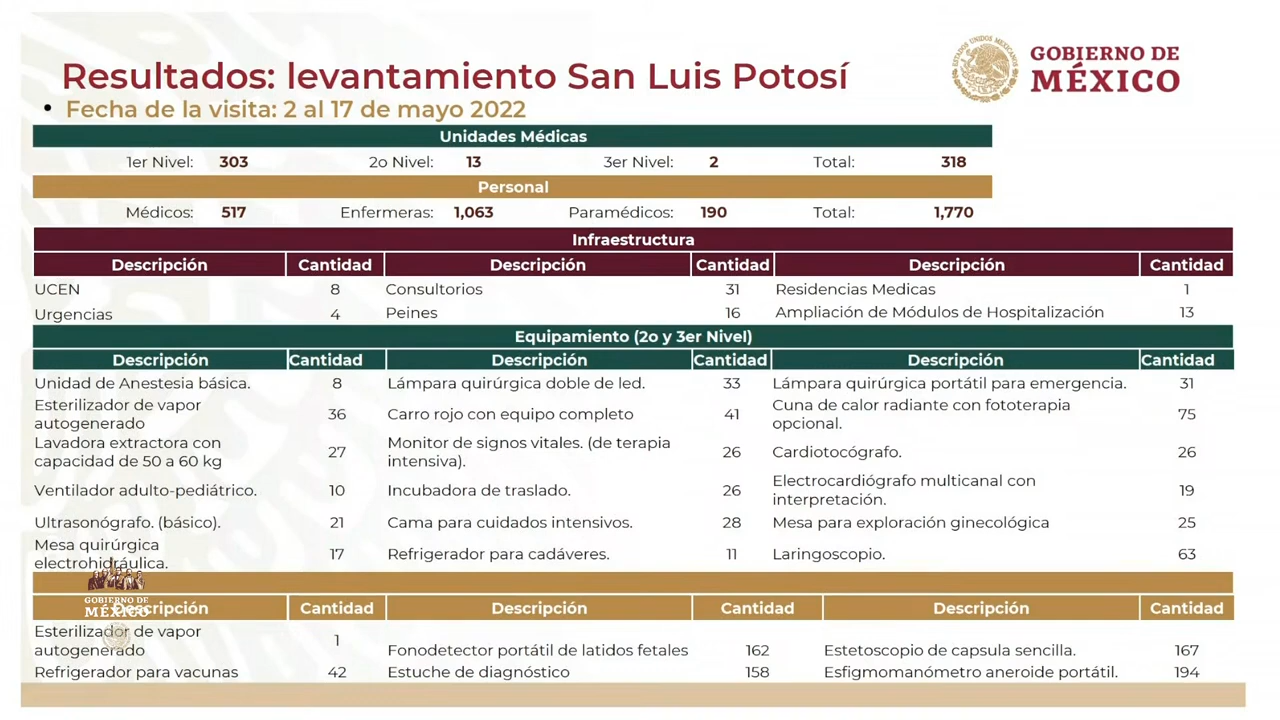 Resultados: levantamiento San Luis Potosí
GOBIERNO DE
MÉXICO
ESTADOS UNIDOS MEXICANOS
• Fecha de la visita: 2 al 17 de mayo 2022
Unidades Médicas
1er Nivel: 303 2o Nivel: 13 3er Nivel: 2 Total: 318
Personal
Médicos: 517 Enfermeras: 1,063 Paramédicos: 190 Total: 1,770
Infraestructura
Descripción Cantidad Descripción Cantidad Descripción Cantidad
UCEN 8 Consultorios 31 Residencias Medicas 1
Urgencias 4 Peines 16 Ampliación de Módulos de Hospitalización 13
Equipamiento (2o y 3er Nivel)
Descripción Cantidad Descripción Cantidad Descripción Cantidad
Unidad de Anestesia básica. 8 Lámpara quirúrgica doble de led. 33 Lámpara quirúrgica portátil para emergencia. 31
Esterilizador de vapor
autogenerado 36 Carro rojo con equipo completo 41 Cuna de calor radiante con fototerapia
opcional. 75
Lavadora extractora con
capacidad de 50 a 60 kg 27 Monitor de signos vitales. (de terapia
intensiva). 26 Cardiotocógrafo. 26
Ventilador adulto-pediátrico. 10 Incubadora de traslado. 26 Electrocardiógrafo multicanal con
interpretación. 19
Ultrasonógrafo. (básico). 21 Cama para cuidados intensivos. 28 Mesa para exploración ginecológica 25
Mesa quirúrgica
electrohidráulica. 17 Refrigerador para cadáveres. 11 Laringoscopio. 63
GOBIERNO DE
MÉXICO
Descripción Cantidad Descripción Cantidad Descripción Cantidad
Esterilizador de vapor
autogenerado 1 Fonodetector portátil de latidos fetales 162 Estetoscopio de capsula sencilla. 167
Refrigerador para vacunas 42 Estuche de diagnóstico 158 Esfigmomanómetro aneroide portátil. 194